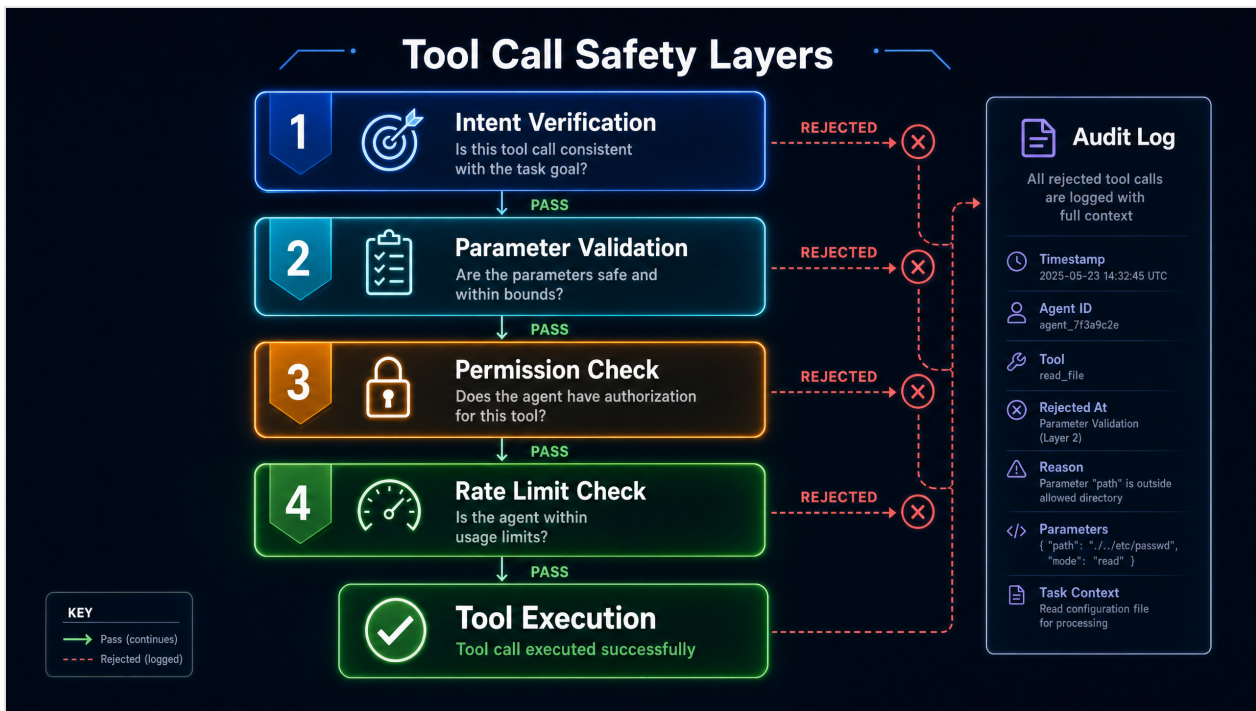 Tool Call Safety Layers
1
Intent Verification
Is this tool call consistent
with the task goal?
REJECTED
PASS
2
Parameter Validation
Are the parameters safe and
within bounds?
REJECTED
PASS
3
Permission Check
Does the agent have authorization
for this tool?
REJECTED
PASS
4
Rate Limit Check
Is the agent within
usage limits?
REJECTED
PASS
Tool Execution
Tool call executed successfully
KEY
Pass (continues)
Rejected (logged)
Audit Log
All rejected tool calls
are logged with
full context
Timestamp
2025-05-23 14:32:45 UTC
Agent ID
agent_7f3a9c2e
Tool
read_file
Rejected At
Parameter Validation
(Layer 2)
Reason
Parameter "path" is outside
allowed directory
</> Parameters
{ "path": "./../etc/passwd",
"mode": "read" }
Task Context
Read configuration file
for processing